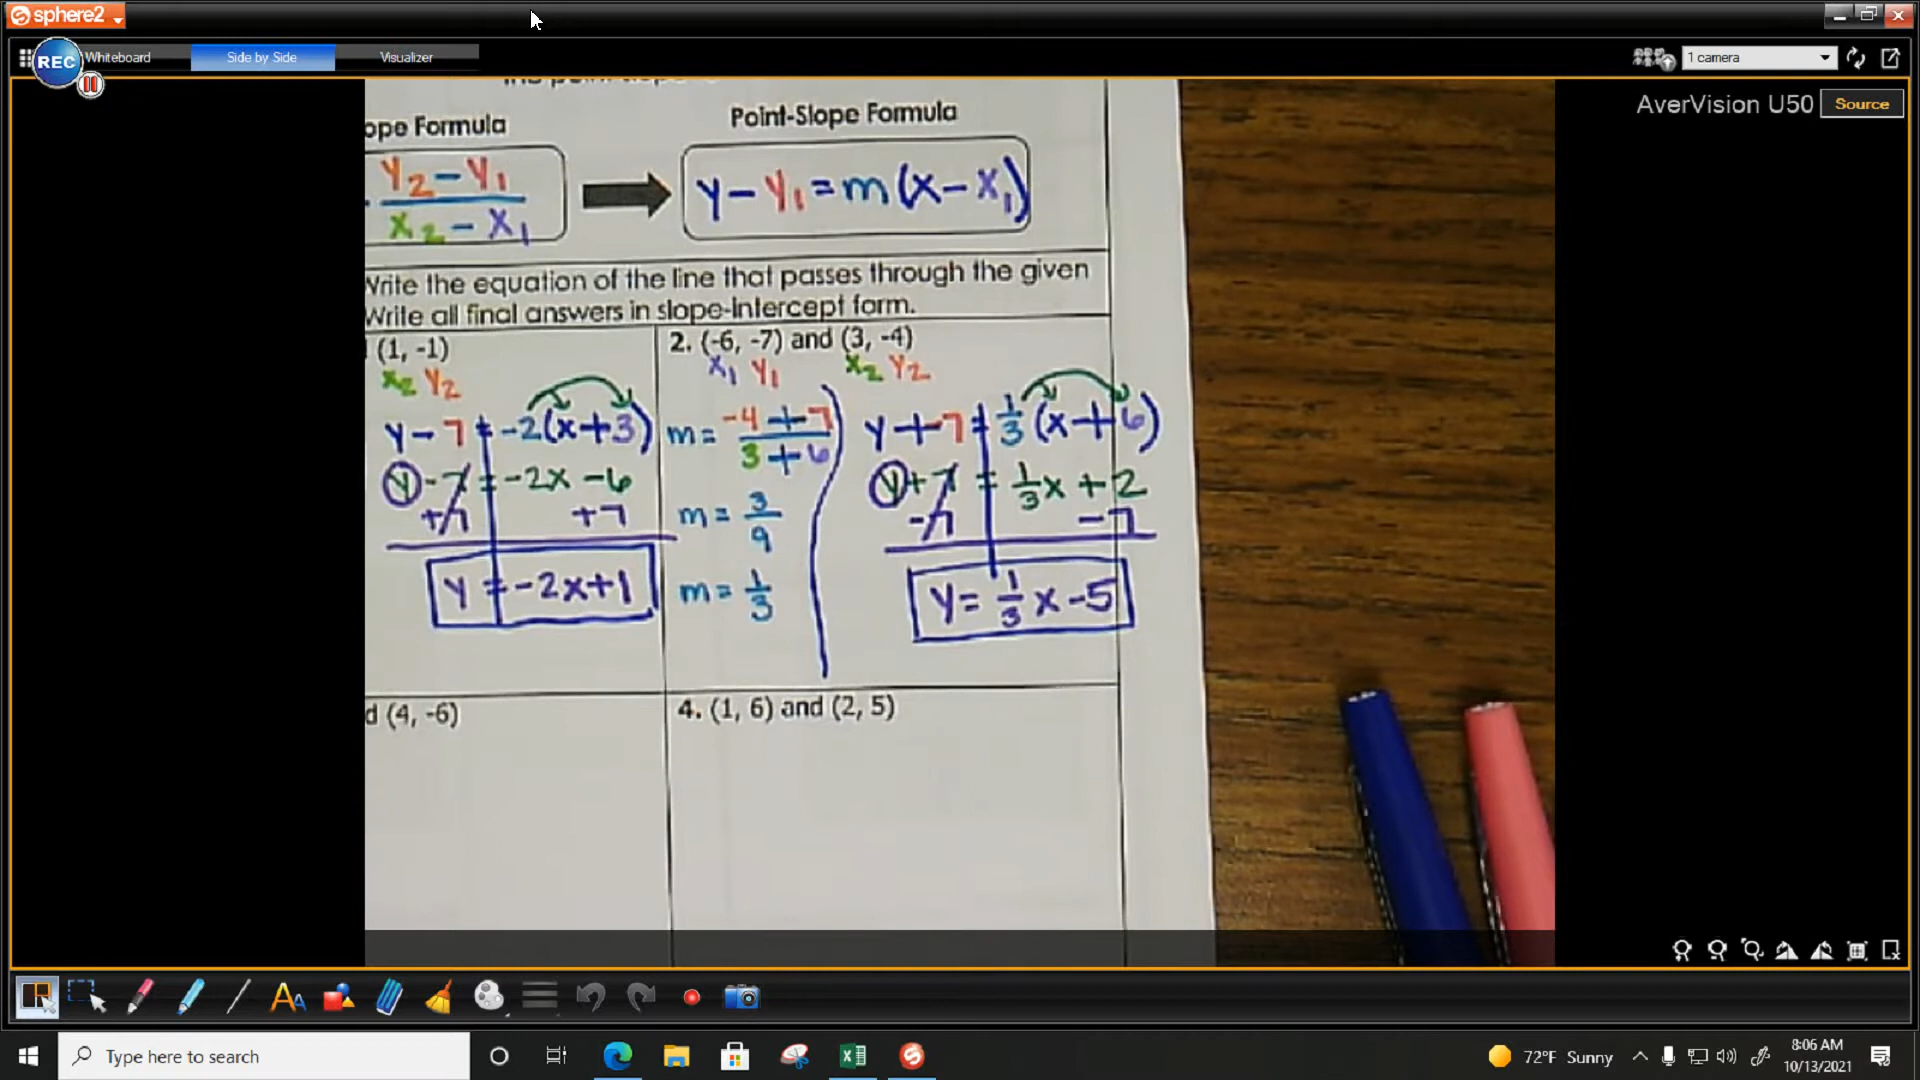 sphere2
REC
Whiteboard
Side by Side
Visualizer
1 camera
AverVision U50
Source
ope Formula
Point-Slope Formula
y2 - y1
x2 - x1
y - y1 = m(x - x1)
Write the equation of the line that passes through the given
Write all final answers in slope-intercept form.
(1, -1)
x2 y2
y - 7 = -2(x + 3)
y - 7 = -2x - 6
+7 +7
y = -2x + 1
2. (-6, -7) and (3, -4)
x1 y1 x2 y2
m = -4 + 7
3 + 6
m = 3/9
m = 1/3
y + 7 = 1/3 (x + 6)
y + 7 = 1/3 x + 2
-7 -7
y = 1/3 x - 5
d (4, -6)
4. (1, 6) and (2, 5)
Type here to search
72°F Sunny
8:06 AM
10/13/2021